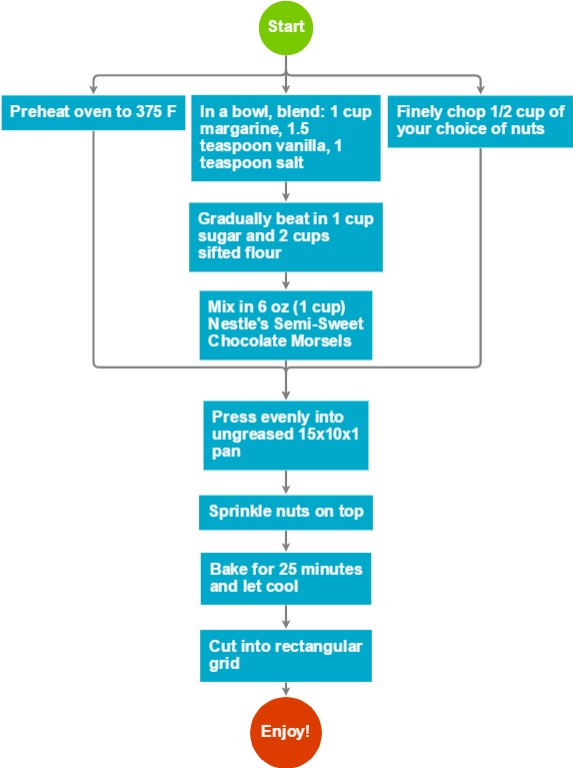 Start
Preheat oven to 375 F
In a bowl, blend: 1 cup
margarine, 1.5
teaspoon vanilla, 1
teaspoon salt
Finely chop 1/2 cup of
your choice of nuts
Gradually beat in 1 cup
sugar and 2 cups
sifted flour
Mix in 6 oz (1 cup)
Nestle's Semi-Sweet
Chocolate Morsels
Press evenly into
ungreased 15x10x1
pan
Sprinkle nuts on top
Bake for 25 minutes
and let cool
Cut into rectangular
grid
Enjoy!